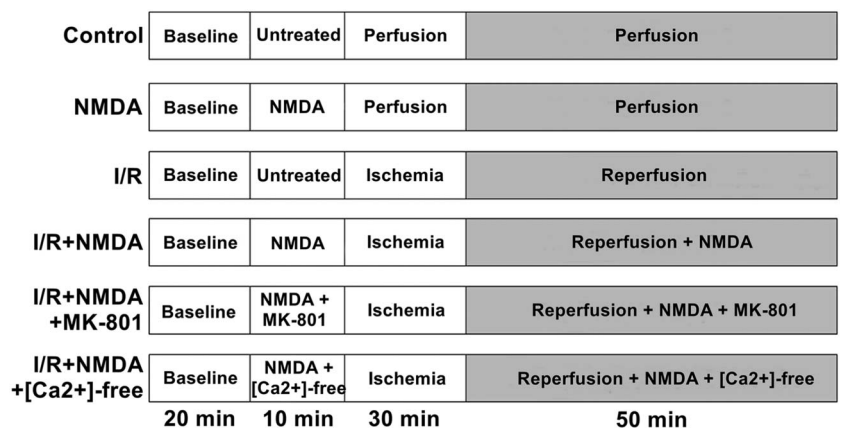 Control Baseline Untreated Perfusion Perfusion
NMDA Baseline NMDA Perfusion Perfusion
I/R Baseline Untreated Ischemia Reperfusion
I/R+NMDA Baseline NMDA Ischemia Reperfusion + NMDA
I/R+NMDA
+MK-801
Baseline
NMDA +
MK-801
Ischemia
Reperfusion + NMDA + MK-801
I/R+NMDA
+[Ca2+]-free
Baseline
NMDA +
[Ca2+]-free
Ischemia
Reperfusion + NMDA + [Ca2+]-free
20 min 10 min 30 min 50 min